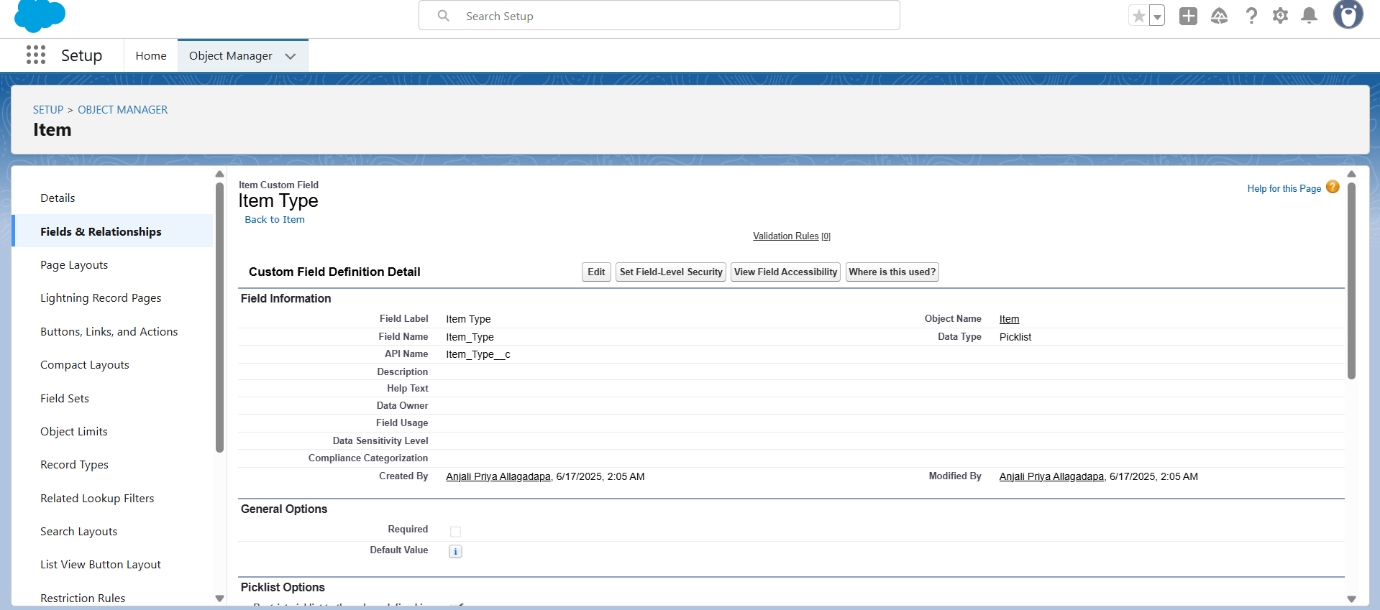 Search Setup
Setup
Home
Object Manager
SETUP > OBJECT MANAGER
Item
Details
Fields & Relationships
Page Layouts
Lightning Record Pages
Buttons, Links, and Actions
Compact Layouts
Field Sets
Object Limits
Record Types
Related Lookup Filters
Search Layouts
List View Button Layout
Restriction Rules
Item Custom Field
Item Type
Back to Item
Help for this Page ?
Validation Rules [0]
Custom Field Definition Detail
Edit
Set Field-Level Security
View Field Accessibility
Where is this used?
Field Information
Field Label Item Type Object Name Item
Field Name Item_Type Data Type Picklist
API Name Item_Type__c
Description
Help Text
Data Owner
Field Usage
Data Sensitivity Level
Compliance Categorization
Created By Anjali Priya Allagadapa, 6/17/2025, 2:05 AM Modified By Anjali Priya Allagadapa, 6/17/2025, 2:05 AM
General Options
Required
Default Value i
Picklist Options